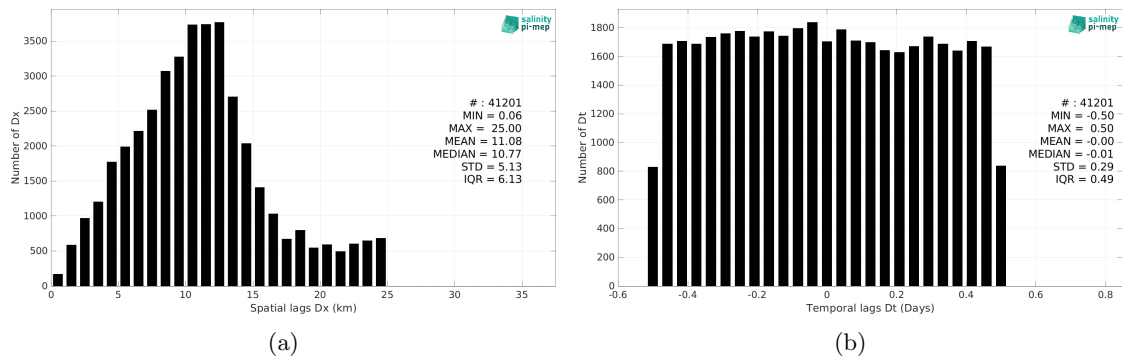 salinity
pi-mep
3500
3000
2500
2000
1500
1000
500
0
Number of Dx
# : 41201
MIN = 0.06
MAX = 25.00
MEAN = 11.08
MEDIAN = 10.77
STD = 5.13
IQR = 6.13
0 5 10 15 20 25 30 35
Spatial lags Dx (km)
(a)
salinity
pi-mep
1800
1600
1400
1200
1000
800
600
400
200
0
Number of Dt
# : 41201
MIN = -0.50
MAX = 0.50
MEAN = -0.00
MEDIAN = -0.01
STD = 0.29
IQR = 0.49
-0.6 -0.4 -0.2 0 0.2 0.4 0.6 0.8
Temporal lags Dt (Days)
(b)